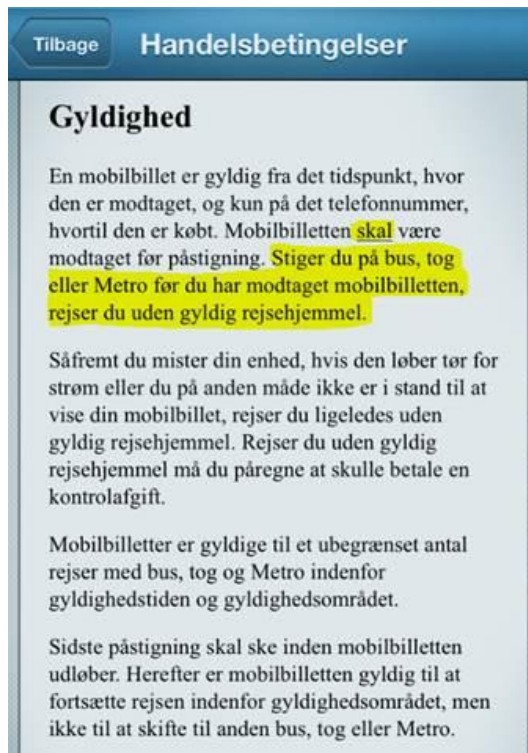 Tilbage
Handelsbetingelser
Gyldighed
En mobilbillet er gyldig fra det tidspunkt, hvor
den er modtaget, og kun på det telefonnummer,
hvortil den er købt. Mobilbilletten skal være
modtaget før påstigning. Stiger du på bus, tog
eller Metro før du har modtaget mobilbilletten,
rejser du uden gyldig rejsehjemmel.
Såfremt du mister din enhed, hvis den løber tør for
strøm eller du på anden måde ikke er i stand til at
vise din mobilbillet, rejser du ligeledes uden
gyldig rejsehjemmel. Rejser du uden gyldig
rejsehjemmel må du påregne at skulle betale en
kontrolafgift.
Mobilbilletter er gyldige til et ubegrænset antal
rejser med bus, tog og Metro indenfor
gyldighedstiden og gyldighedsområdet.
Sidste påstigning skal ske inden mobilbilletten
udløber. Herefter er mobilbilletten gyldig til at
fortsætte rejsen indenfor gyldighedsområdet, men
ikke til at skifte til anden bus, tog eller Metro.